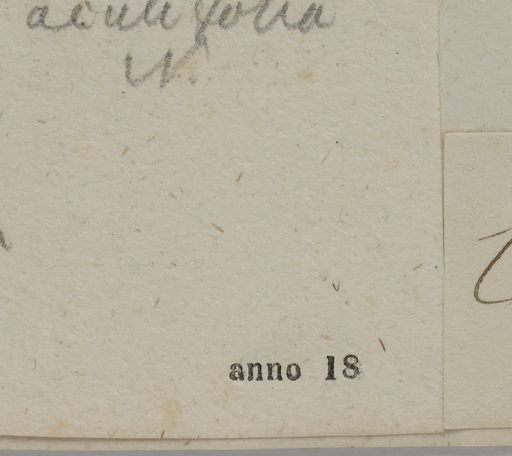 acutifolia
N.
anno 18